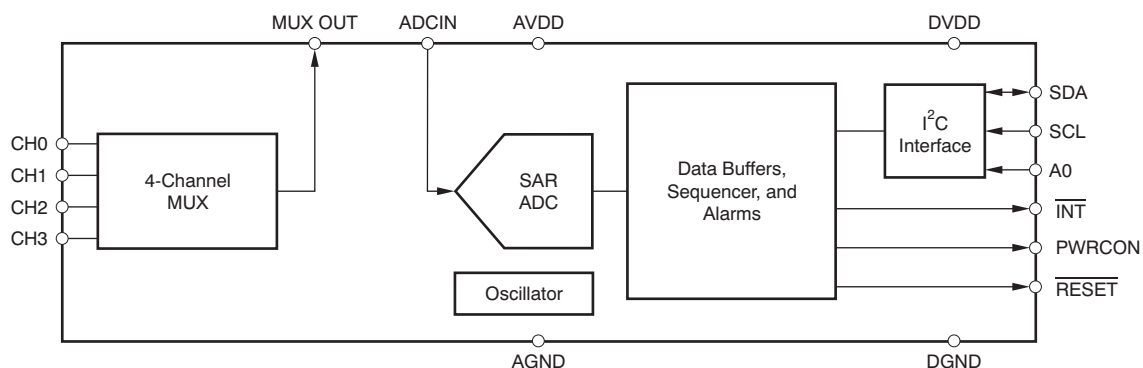 MUX OUT
ADCIN
AVDD
DVDD
CH0
CH1
CH2
CH3
4-Channel
MUX
SAR
ADC
Oscillator
Data Buffers,
Sequencer, and
Alarms
I²C
Interface
SDA
SCL
A0
INT
PWRCON
RESET
AGND
DGND